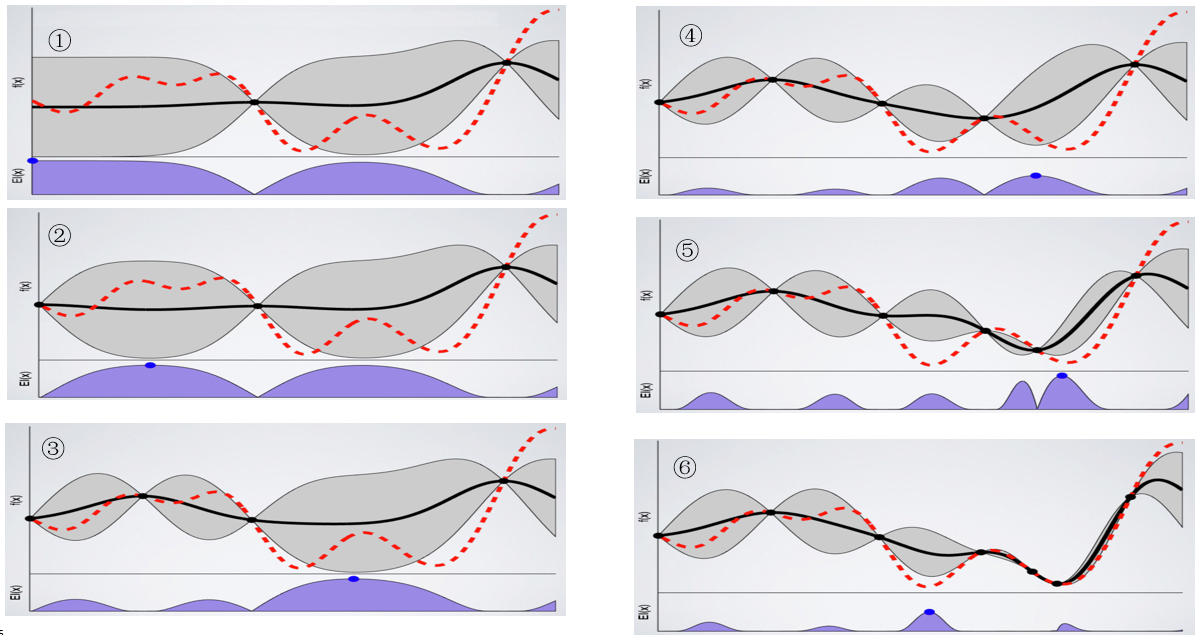 ①
f(x)
EI(x)
②
f(x)
EI(x)
③
f(x)
EI(x)
④
f(x)
EI(x)
⑤
f(x)
EI(x)
⑥
f(x)
EI(x)
s